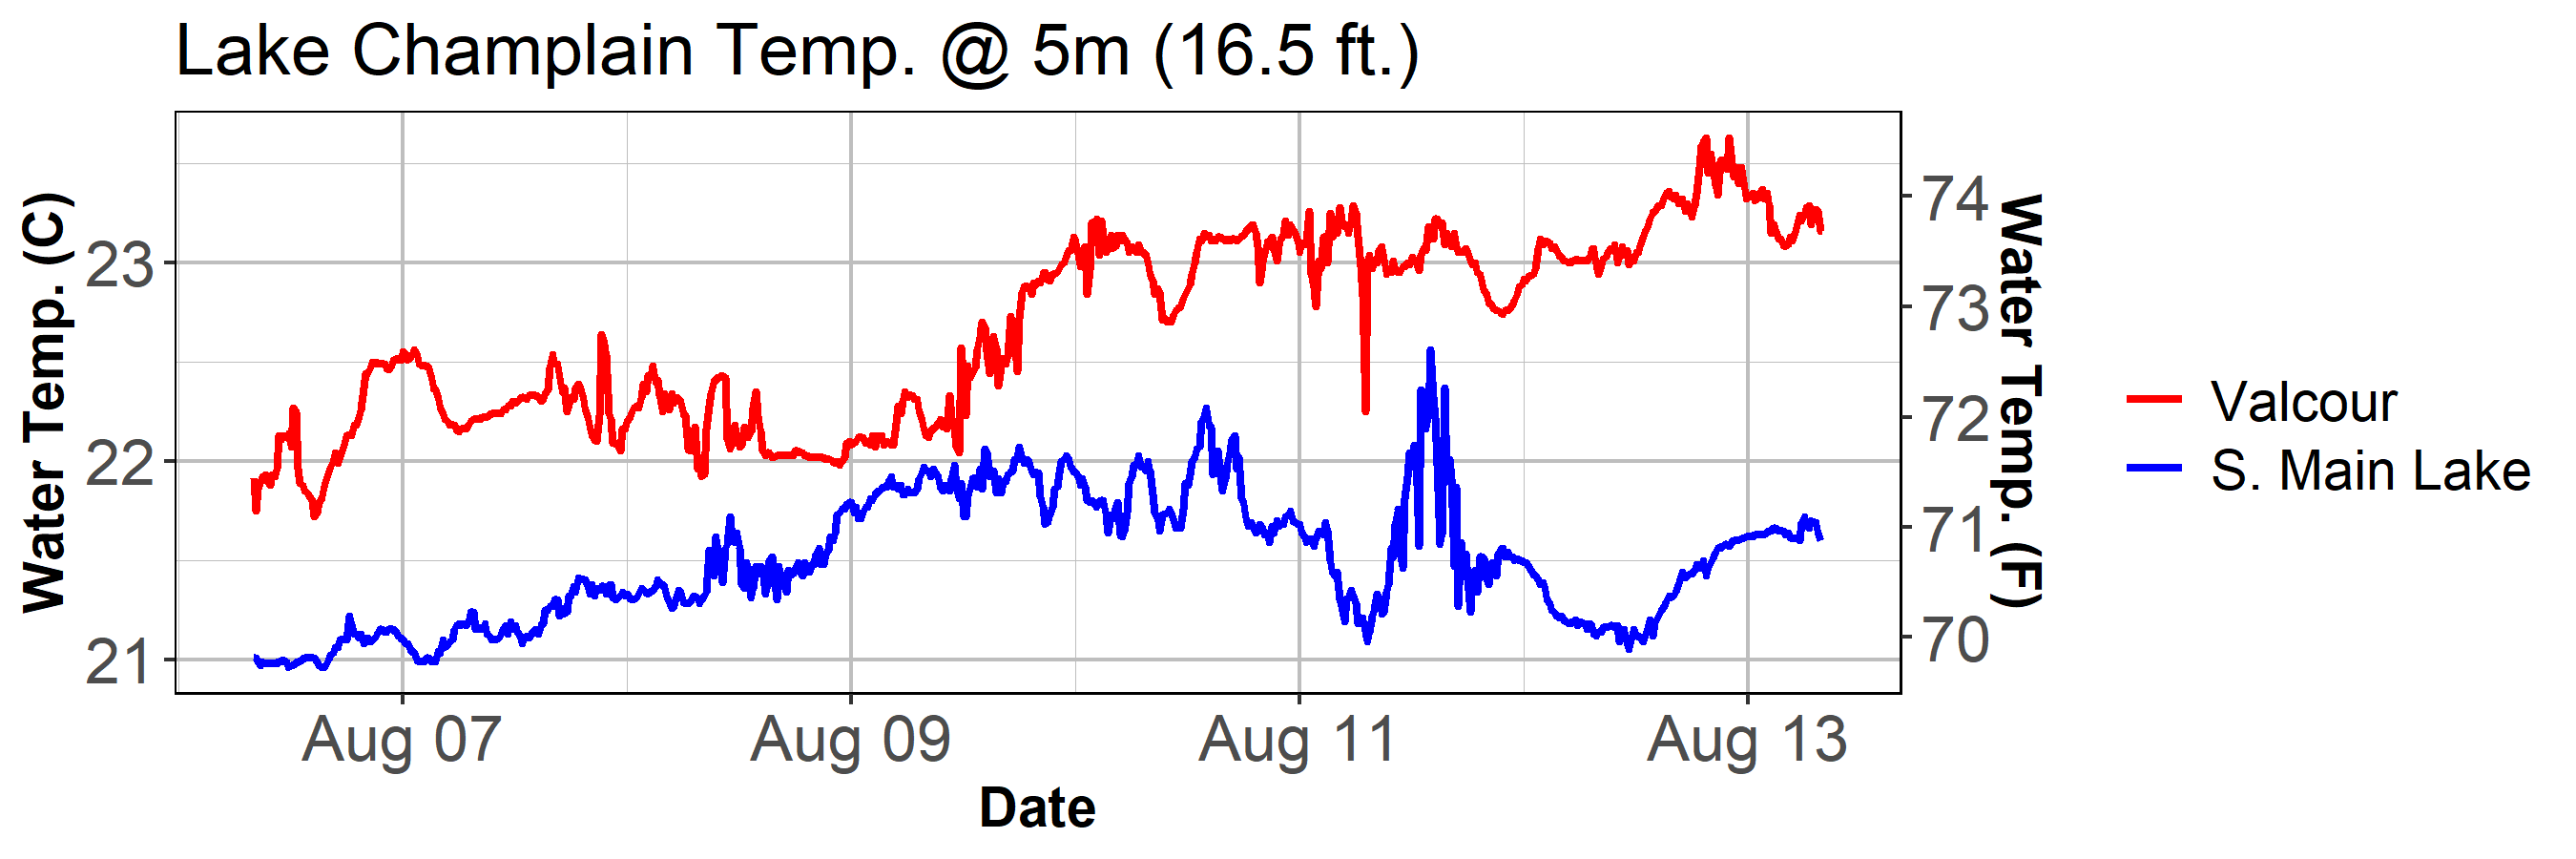 Lake Champlain Temp. @ 5m (16.5 ft.)
Water Temp. (C)
23
22
21
74
73
72
71
70
Water Temp. (F)
Aug 07
Aug 09
Aug 11
Aug 13
Date
Valcour
S. Main Lake